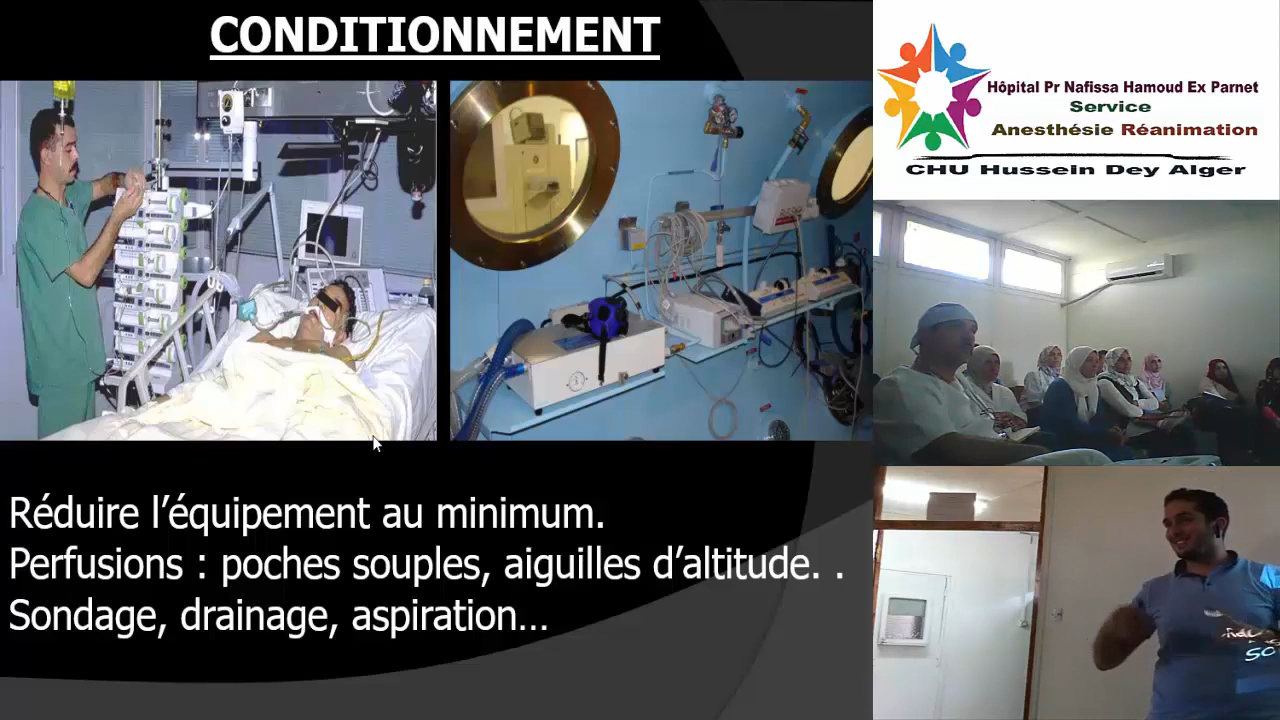 CONDITIONNEMENT
Réduire l’équipement au minimum.
Perfusions : poches souples, aiguilles d’altitude. .
Sondage, drainage, aspiration…
Hôpital Pr Nafissa Hamoud Ex Parnet
Service
Anesthésie Réanimation
CHU Hussein Dey Alger
50